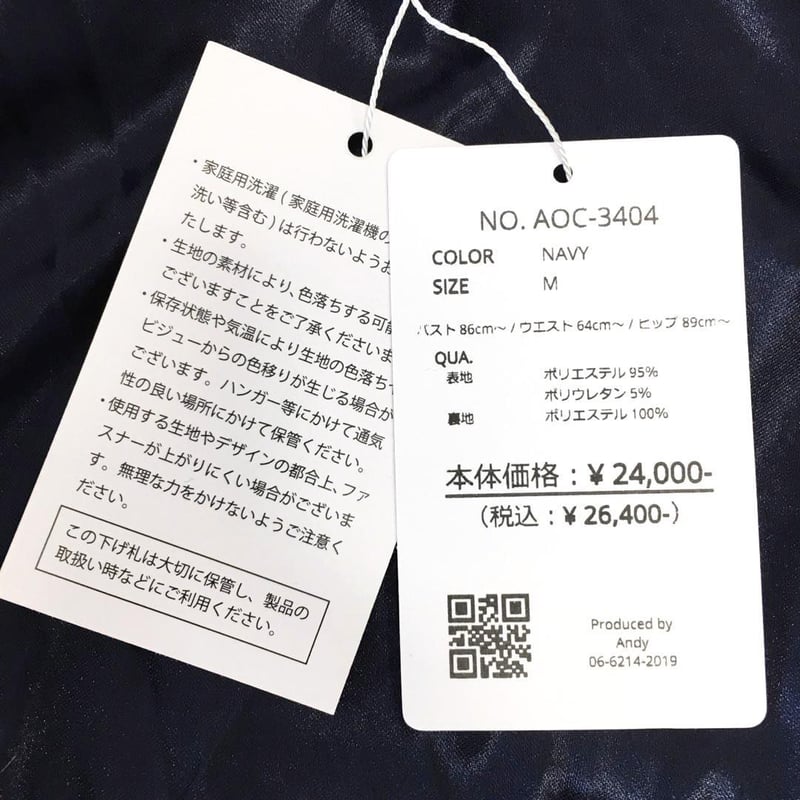 ・家庭用洗濯(家庭用洗濯機の
洗い等含む)は行わないようお
たします。
・生地の素材により、色落ちする可能
ございますことをご了承くださいま
・保存状態や気温により生地の色落ち
ビジューからの色移りが生じる場合が
ございます。ハンガー等にかけて通気
性の良い場所にかけて保管ください。
・使用する生地やデザインの都合上、ファ
スナーが上がりにくい場合がございま
す。無理な力をかけないようご注意く
ださい。
この下げ札は大切に保管し、製品の
取扱い時などにご利用ください。
NO. AOC-3404
COLOR NAVY
SIZE M
バスト 86cm〜 / ウエスト 64cm〜 / ヒップ 89cm〜
QUA.
表地 ポリエステル 95%
ポリウレタン 5%
裏地 ポリエステル 100%
本体価格:¥ 24,000-
(税込:¥ 26,400-)
Produced by
Andy
06-6214-2019